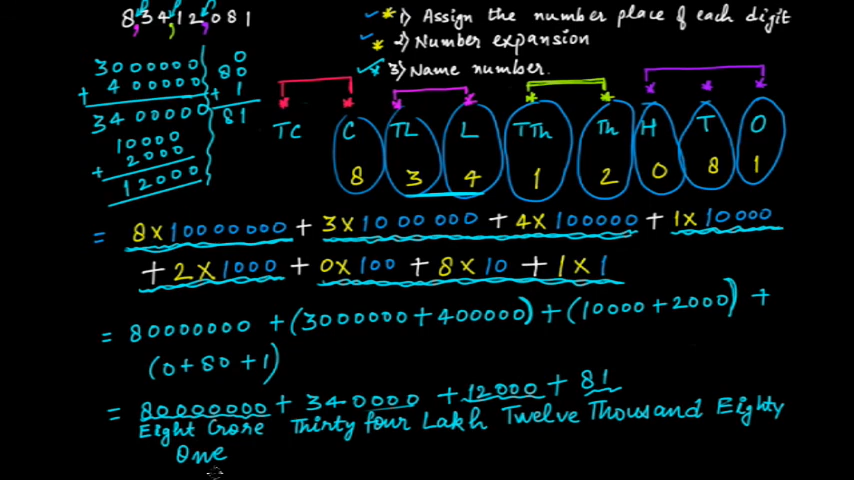 8,34,12,081
* 1) Assign the number place of each digit
* 2) Number expansion
* 3) Name number.
3000000
+ 400000
3400000
10000
+ 2000
12000
0
80
+ 1
81
TC C TL L TTh Th H T O
8 3 4 1 2 0 8 1
= 8×10000000 + 3×1000000 + 4×100000 + 1×10000
+ 2×1000 + 0×100 + 8×10 + 1×1
= 80000000 + (3000000+400000) + (10000+2000) +
(0+80+1)
= 80000000 + 3400000 + 12000 + 81
Eight Crore Thirty four Lakh Twelve Thousand Eighty
One